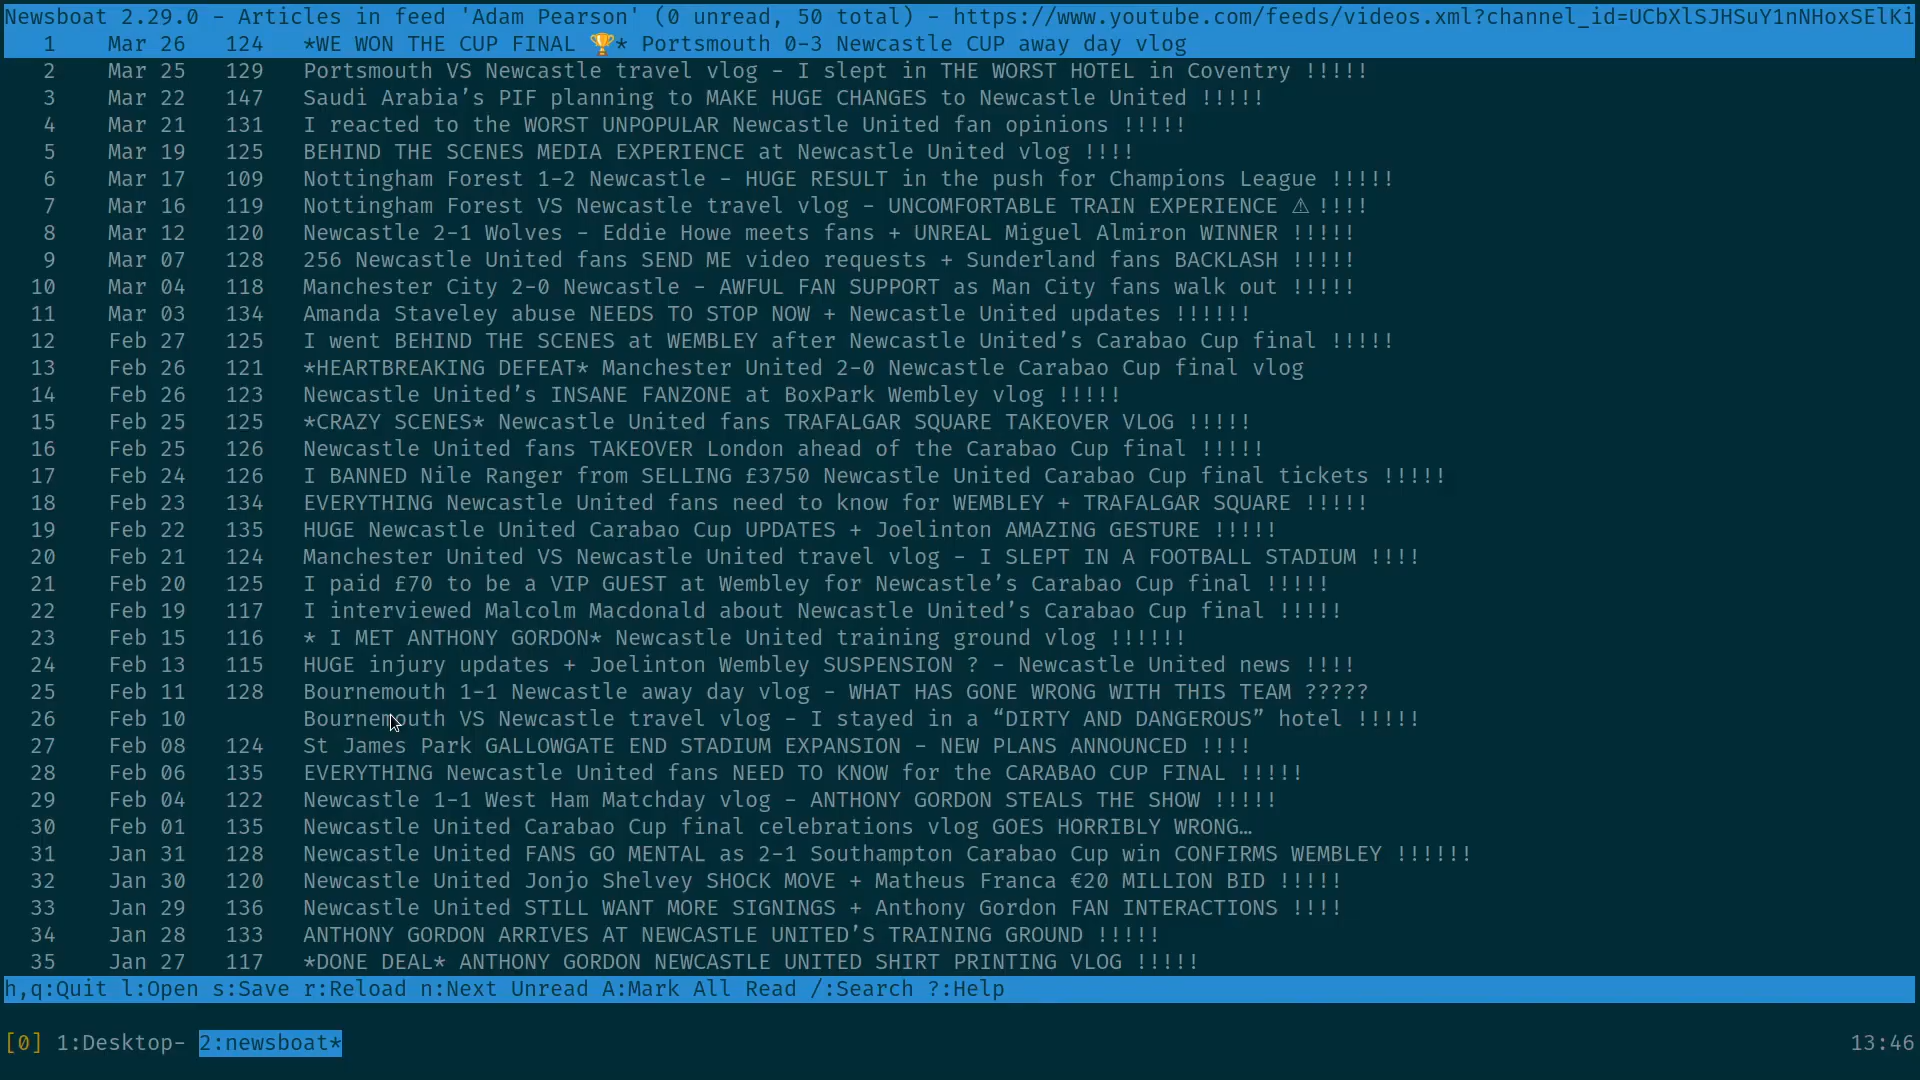 Newsboat 2.29.0 - Articles in feed 'Adam Pearson' (0 unread, 50 total) - https://www.youtube.com/feeds/videos.xml?channel_id=UCbXlSJHSuY1nNHoxSElKi
1 Mar 26 124 *WE WON THE CUP FINAL 🏆* Portsmouth 0-3 Newcastle CUP away day vlog
2 Mar 25 129 Portsmouth VS Newcastle travel vlog - I slept in THE WORST HOTEL in Coventry !!!!!
3 Mar 22 147 Saudi Arabia’s PIF planning to MAKE HUGE CHANGES to Newcastle United !!!!!
4 Mar 21 131 I reacted to the WORST UNPOPULAR Newcastle United fan opinions !!!!!
5 Mar 19 125 BEHIND THE SCENES MEDIA EXPERIENCE at Newcastle United vlog !!!!
6 Mar 17 109 Nottingham Forest 1-2 Newcastle - HUGE RESULT in the push for Champions League !!!!!
7 Mar 16 119 Nottingham Forest VS Newcastle travel vlog - UNCOMFORTABLE TRAIN EXPERIENCE ⚠ !!!!
8 Mar 12 120 Newcastle 2-1 Wolves - Eddie Howe meets fans + UNREAL Miguel Almiron WINNER !!!!!
9 Mar 07 128 256 Newcastle United fans SEND ME video requests + Sunderland fans BACKLASH !!!!!
10 Mar 04 118 Manchester City 2-0 Newcastle - AWFUL FAN SUPPORT as Man City fans walk out !!!!!
11 Mar 03 134 Amanda Staveley abuse NEEDS TO STOP NOW + Newcastle United updates !!!!!!
12 Feb 27 125 I went BEHIND THE SCENES at WEMBLEY after Newcastle United’s Carabao Cup final !!!!!
13 Feb 26 121 *HEARTBREAKING DEFEAT* Manchester United 2-0 Newcastle Carabao Cup final vlog
14 Feb 26 123 Newcastle United’s INSANE FANZONE at BoxPark Wembley vlog !!!!!
15 Feb 25 125 *CRAZY SCENES* Newcastle United fans TRAFALGAR SQUARE TAKEOVER VLOG !!!!!
16 Feb 25 126 Newcastle United fans TAKEOVER London ahead of the Carabao Cup final !!!!!
17 Feb 24 126 I BANNED Nile Ranger from SELLING £3750 Newcastle United Carabao Cup final tickets !!!!!
18 Feb 23 134 EVERYTHING Newcastle United fans need to know for WEMBLEY + TRAFALGAR SQUARE !!!!!
19 Feb 22 135 HUGE Newcastle United Carabao Cup UPDATES + Joelinton AMAZING GESTURE !!!!!
20 Feb 21 124 Manchester United VS Newcastle United travel vlog - I SLEPT IN A FOOTBALL STADIUM !!!!
21 Feb 20 125 I paid £70 to be a VIP GUEST at Wembley for Newcastle’s Carabao Cup final !!!!!
22 Feb 19 117 I interviewed Malcolm Macdonald about Newcastle United’s Carabao Cup final !!!!!
23 Feb 15 116 * I MET ANTHONY GORDON* Newcastle United training ground vlog !!!!!!
24 Feb 13 115 HUGE injury updates + Joelinton Wembley SUSPENSION ? - Newcastle United news !!!!
25 Feb 11 128 Bournemouth 1-1 Newcastle away day vlog - WHAT HAS GONE WRONG WITH THIS TEAM ?????
26 Feb 10 Bournemouth VS Newcastle travel vlog - I stayed in a “DIRTY AND DANGEROUS” hotel !!!!!
27 Feb 08 124 St James Park GALLOWGATE END STADIUM EXPANSION - NEW PLANS ANNOUNCED !!!!
28 Feb 06 135 EVERYTHING Newcastle United fans NEED TO KNOW for the CARABAO CUP FINAL !!!!!
29 Feb 04 122 Newcastle 1-1 West Ham Matchday vlog - ANTHONY GORDON STEALS THE SHOW !!!!!
30 Feb 01 135 Newcastle United Carabao Cup final celebrations vlog GOES HORRIBLY WRONG…
31 Jan 31 128 Newcastle United FANS GO MENTAL as 2-1 Southampton Carabao Cup win CONFIRMS WEMBLEY !!!!!!
32 Jan 30 120 Newcastle United Jonjo Shelvey SHOCK MOVE + Matheus Franca €20 MILLION BID !!!!!
33 Jan 29 136 Newcastle United STILL WANT MORE SIGNINGS + Anthony Gordon FAN INTERACTIONS !!!!
34 Jan 28 133 ANTHONY GORDON ARRIVES AT NEWCASTLE UNITED’S TRAINING GROUND !!!!!
35 Jan 27 117 *DONE DEAL* ANTHONY GORDON NEWCASTLE UNITED SHIRT PRINTING VLOG !!!!!
h,q:Quit l:Open s:Save r:Reload n:Next Unread A:Mark All Read /:Search ?:Help
[0] 1:Desktop- 2:newsboat* 13:46